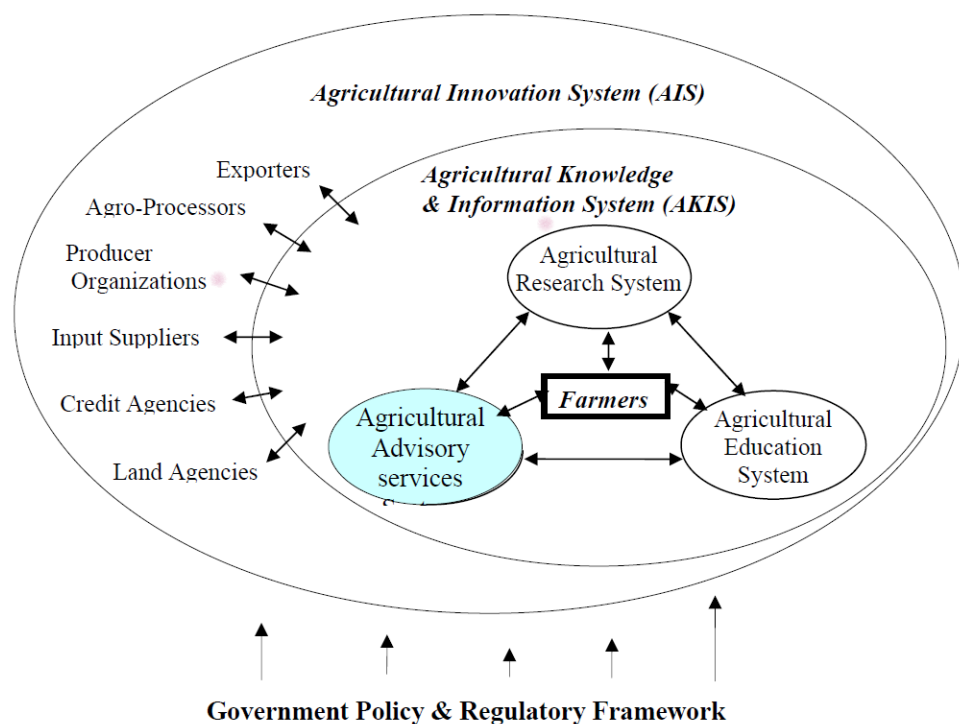 Agricultural Innovation System (AIS)
Exporters
Agro-Processors
Producer
Organizations
Input Suppliers
Credit Agencies
Land Agencies
Agricultural Knowledge
& Information System (AKIS)
Agricultural
Research System
Farmers
Agricultural
Advisory
services
Agricultural
Education
System
Government Policy & Regulatory Framework